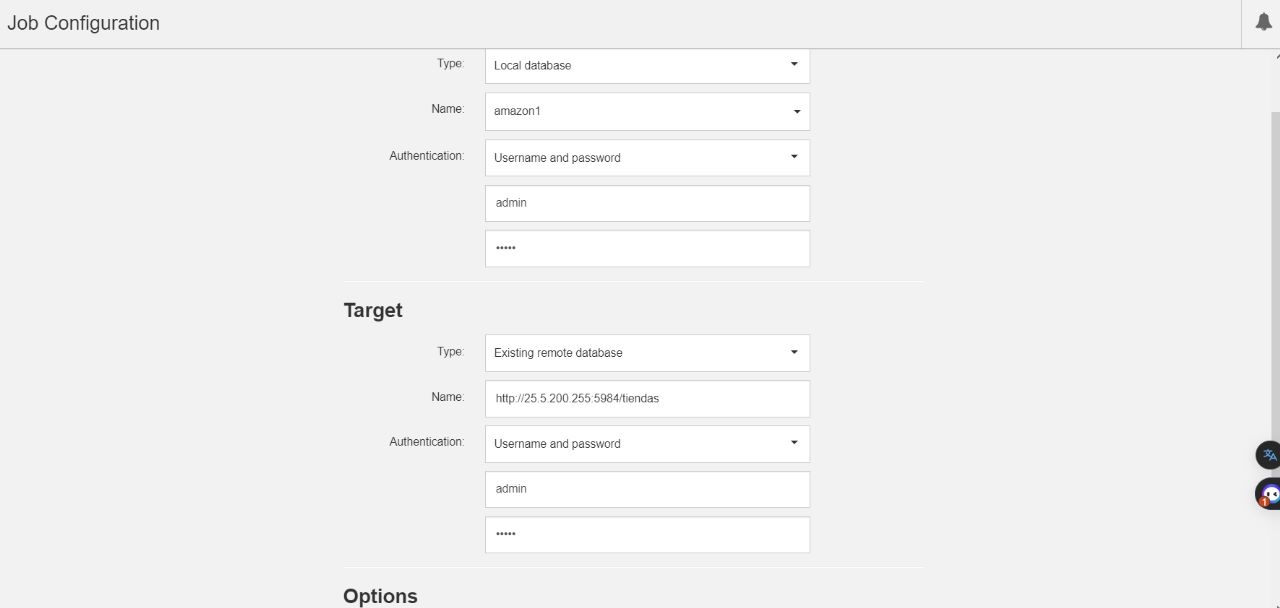 Job Configuration
Type:
Local database
Name:
amazon1
Authentication:
Username and password
admin
•••••
Target
Type:
Existing remote database
Name:
http://25.5.200.255:5984/tiendas
Authentication:
Username and password
admin
•••••
1
Options